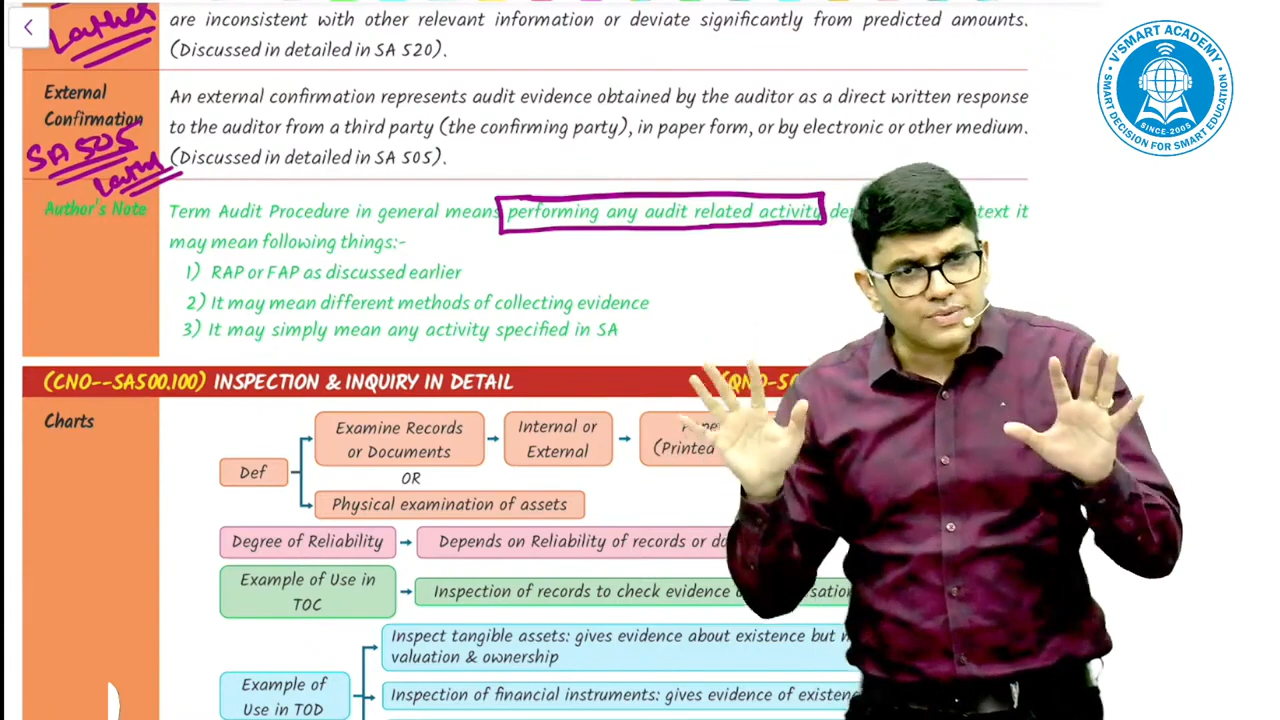 Leather
are inconsistent with other relevant information or deviate significantly from predicted amounts.
(Discussed in detailed in SA 520).
External
Confirmation
An external confirmation represents audit evidence obtained by the auditor as a direct written response
to the auditor from a third party (the confirming party), in paper form, or by electronic or other medium.
(Discussed in detailed in SA 505).
SA 505
Author's Note
Term Audit Procedure in general means performing any audit related activity text it
may mean following things:-
1) RAP or FAP as discussed earlier
2) It may mean different methods of collecting evidence
3) It may simply mean any activity specified in SA
(CNO--SA500.100) INSPECTION & INQUIRY IN DETAIL
Charts
Def
Examine Records
or Documents
Internal or
External
(Printed
OR
Physical examination of assets
Degree of Reliability
Depends on Reliability of records or
Example of Use in
TOC
Inspection of records to check evidence
Example of
Use in TOD
Inspect tangible assets: gives evidence about existence but
valuation & ownership
Inspection of financial instruments: gives evidence of
V'SMART ACADEMY
SINCE-2005
SMART DECISION FOR SMART EDUCATION